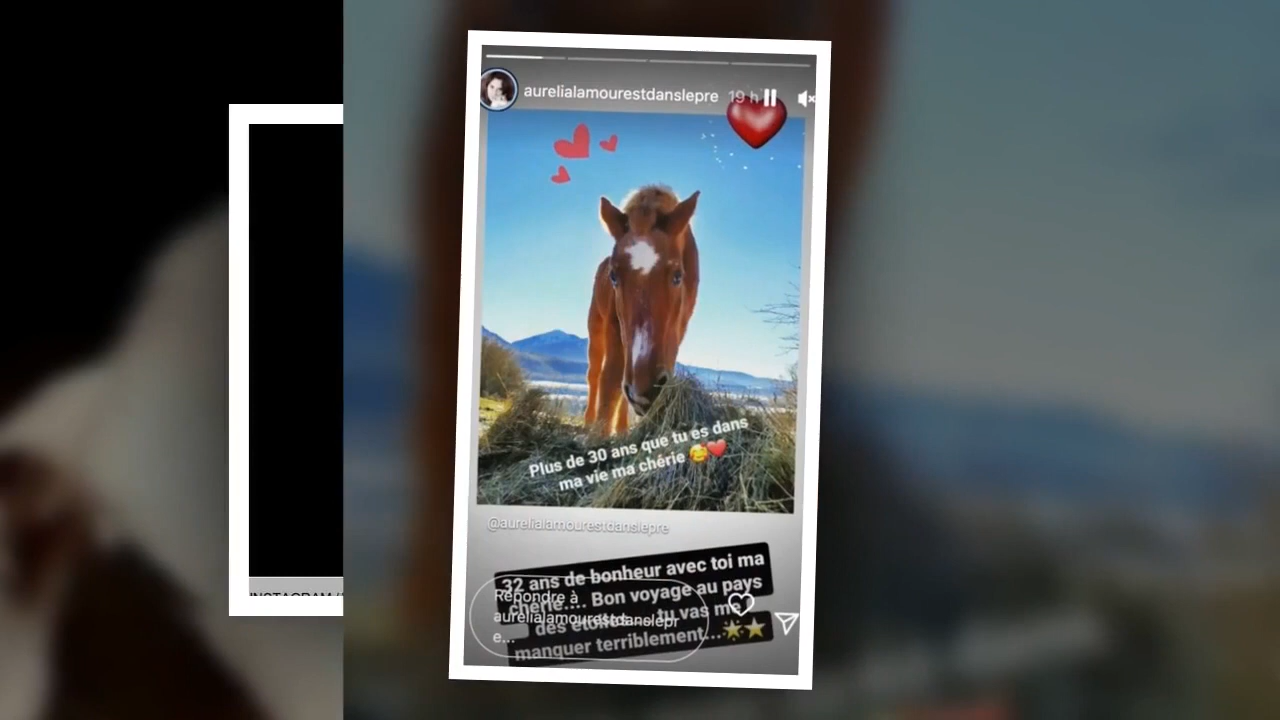 aurelialamourestdanslepre 19 h
Plus de 30 ans que tu es dans
ma vie ma chérie 🥰❤️
@aurelialamourestdanslepre
32 ans de bonheur avec toi ma
chérie.... Bon voyage au pays
des étoiles... tu vas me
manquer terriblement...🌟🌟
Répondre à
aurelialamourestdanslepr
e...
INSTAGRAM